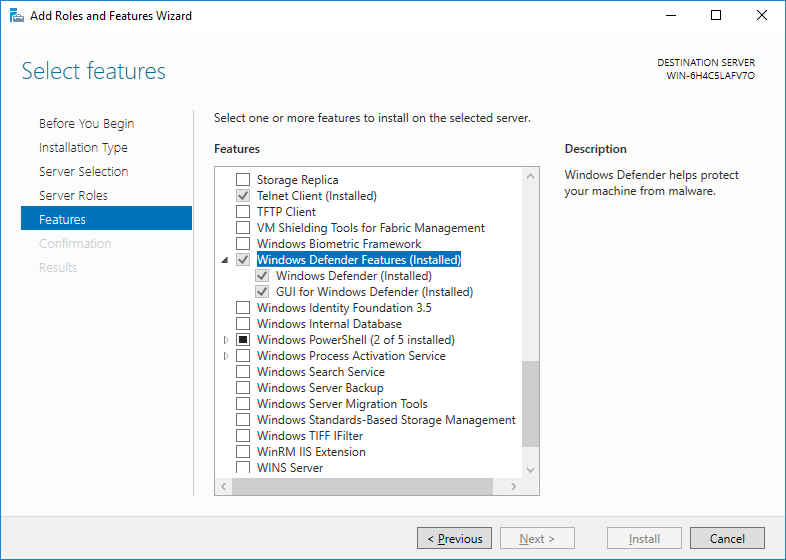 Add Roles and Features Wizard
Select features
DESTINATION SERVER
WIN-6H4C5LAFV7O
Before You Begin
Installation Type
Server Selection
Server Roles
Features
Confirmation
Results
Select one or more features to install on the selected server.
Features
Storage Replica
Telnet Client (Installed)
TFTP Client
VM Shielding Tools for Fabric Management
Windows Biometric Framework
Windows Defender Features (Installed)
Windows Defender (Installed)
GUI for Windows Defender (Installed)
Windows Identity Foundation 3.5
Windows Internal Database
Windows PowerShell (2 of 5 installed)
Windows Process Activation Service
Windows Search Service
Windows Server Backup
Windows Server Migration Tools
Windows Standards-Based Storage Management
Windows TIFF IFilter
WinRM IIS Extension
WINS Server
Description
Windows Defender helps protect
your machine from malware.
< Previous
Next >
Install
Cancel